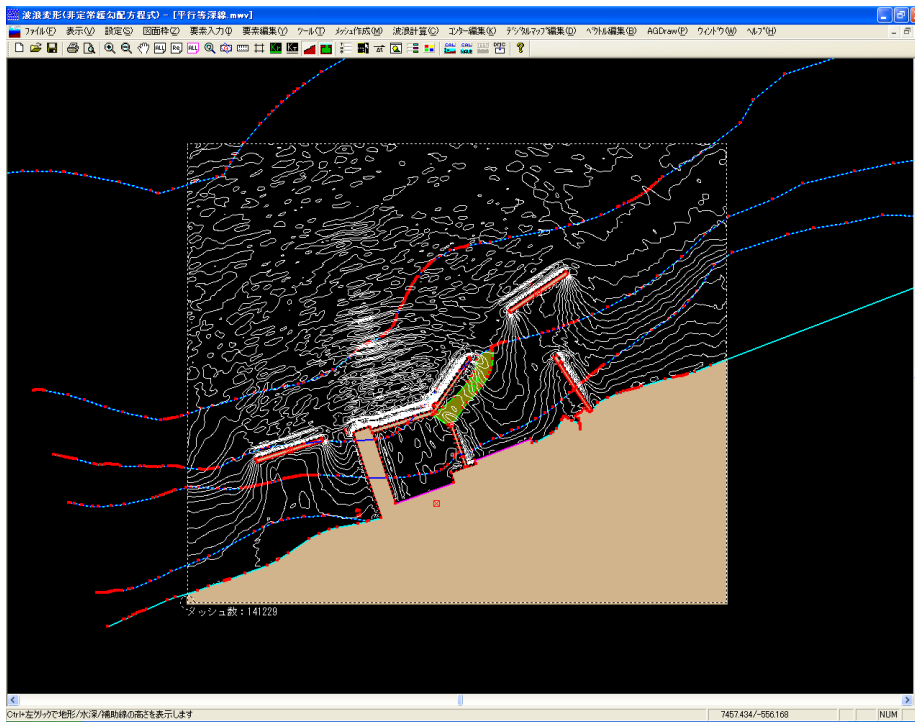 波浪変形(非定常緩勾配方程式) - [平行等深線.mwv]
ファイル(F) 表示(V) 設定(S) 図面枠(Z) 要素入力(I) 要素編集(Y) ツール(T) メッシュ作成(M) 波浪計算(C) コンター編集(K) デジタルマップ編集(D) ベクトル編集(B) AGDraw(P) ウィンドウ(W) ヘルプ(H)
メッシュ数：141229
Ctrl+左クリックで地形/水深/補助線の高さを表示します 7457.434/-556.168 NUM